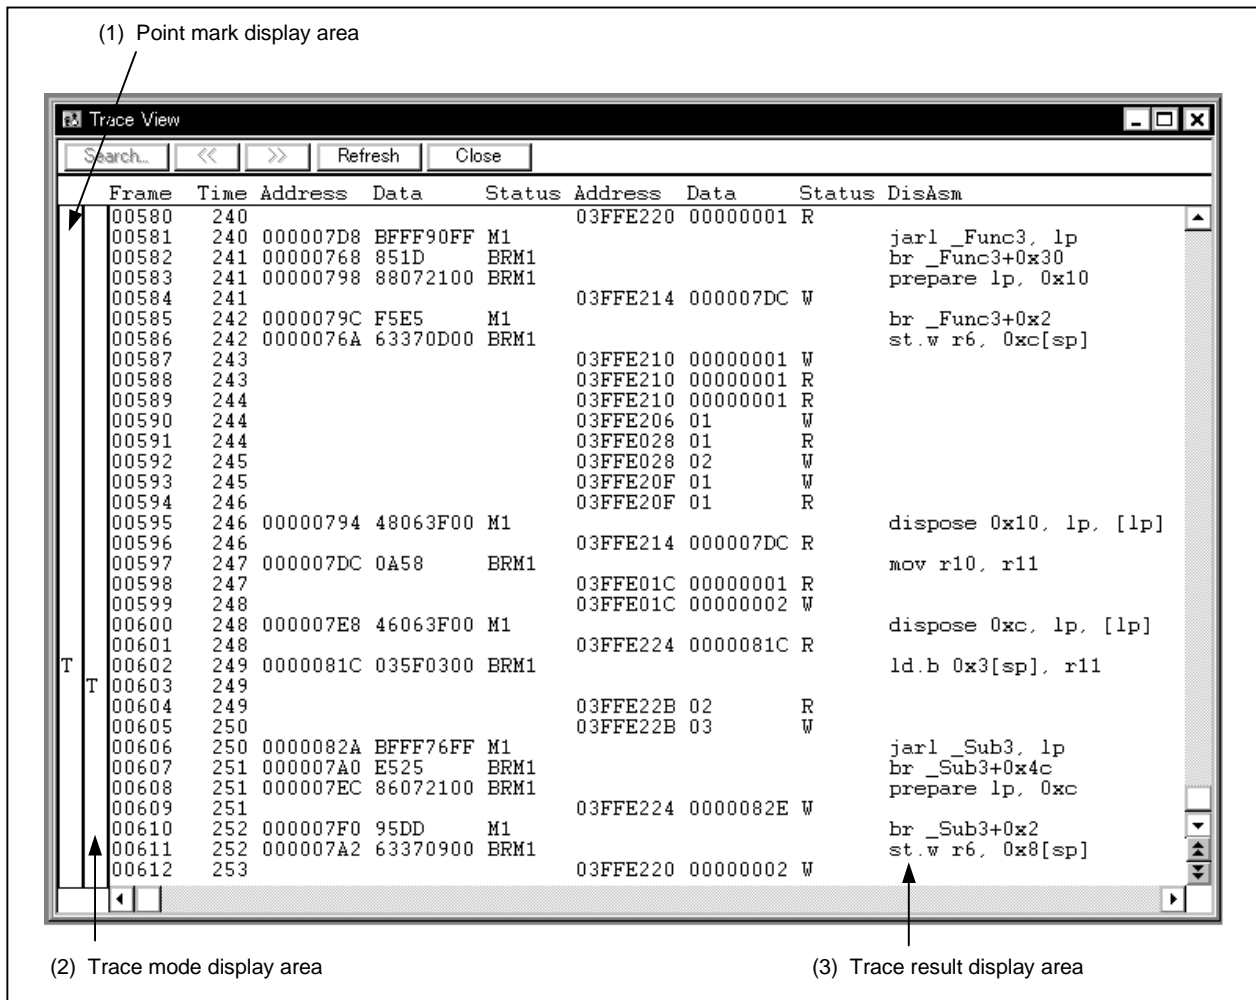 (1) Point mark display area
Trace View
Search... << >> Refresh Close
Frame Time Address Data Status Address Data Status DisAsm
00580 240 03FFE220 00000001 R
00581 240 000007D8 BFFF90FF M1 jarl _Func3, lp
00582 241 00000768 851D BRM1 br _Func3+0x30
00583 241 00000798 88072100 BRM1 prepare lp, 0x10
00584 241 03FFE214 000007DC W
00585 242 0000079C F5E5 M1 br _Func3+0x2
00586 242 0000076A 63370D00 BRM1 st.w r6, 0xc[sp]
00587 243 03FFE210 00000001 W
00588 243 03FFE210 00000001 R
00589 244 03FFE210 00000001 R
00590 244 03FFE206 01 W
00591 244 03FFE028 01 R
00592 245 03FFE028 02 W
00593 245 03FFE20F 01 W
00594 246 03FFE20F 01 R
00595 246 00000794 48063F00 M1 dispose 0x10, lp, [lp]
00596 246 03FFE214 000007DC R
00597 247 000007DC 0A58 BRM1 mov r10, r11
00598 247 03FFE01C 00000001 R
00599 248 03FFE01C 00000002 W
00600 248 000007E8 46063F00 M1 dispose 0xc, lp, [lp]
00601 248 03FFE224 0000081C R
T 00602 249 0000081C 035F0300 BRM1 ld.b 0x3[sp], r11
T 00603 249
00604 249 03FFE22B 02 R
00605 250 03FFE22B 03 W
00606 250 0000082A BFFF76FF M1 jarl _Sub3, lp
00607 251 000007A0 E525 BRM1 br _Sub3+0x4c
00608 251 000007EC 86072100 BRM1 prepare lp, 0xc
00609 251 03FFE224 0000082E W
00610 252 000007F0 95DD M1 br _Sub3+0x2
00611 252 000007A2 63370900 BRM1 st.w r6, 0x8[sp]
00612 253 03FFE220 00000002 W
(2) Trace mode display area
(3) Trace result display area